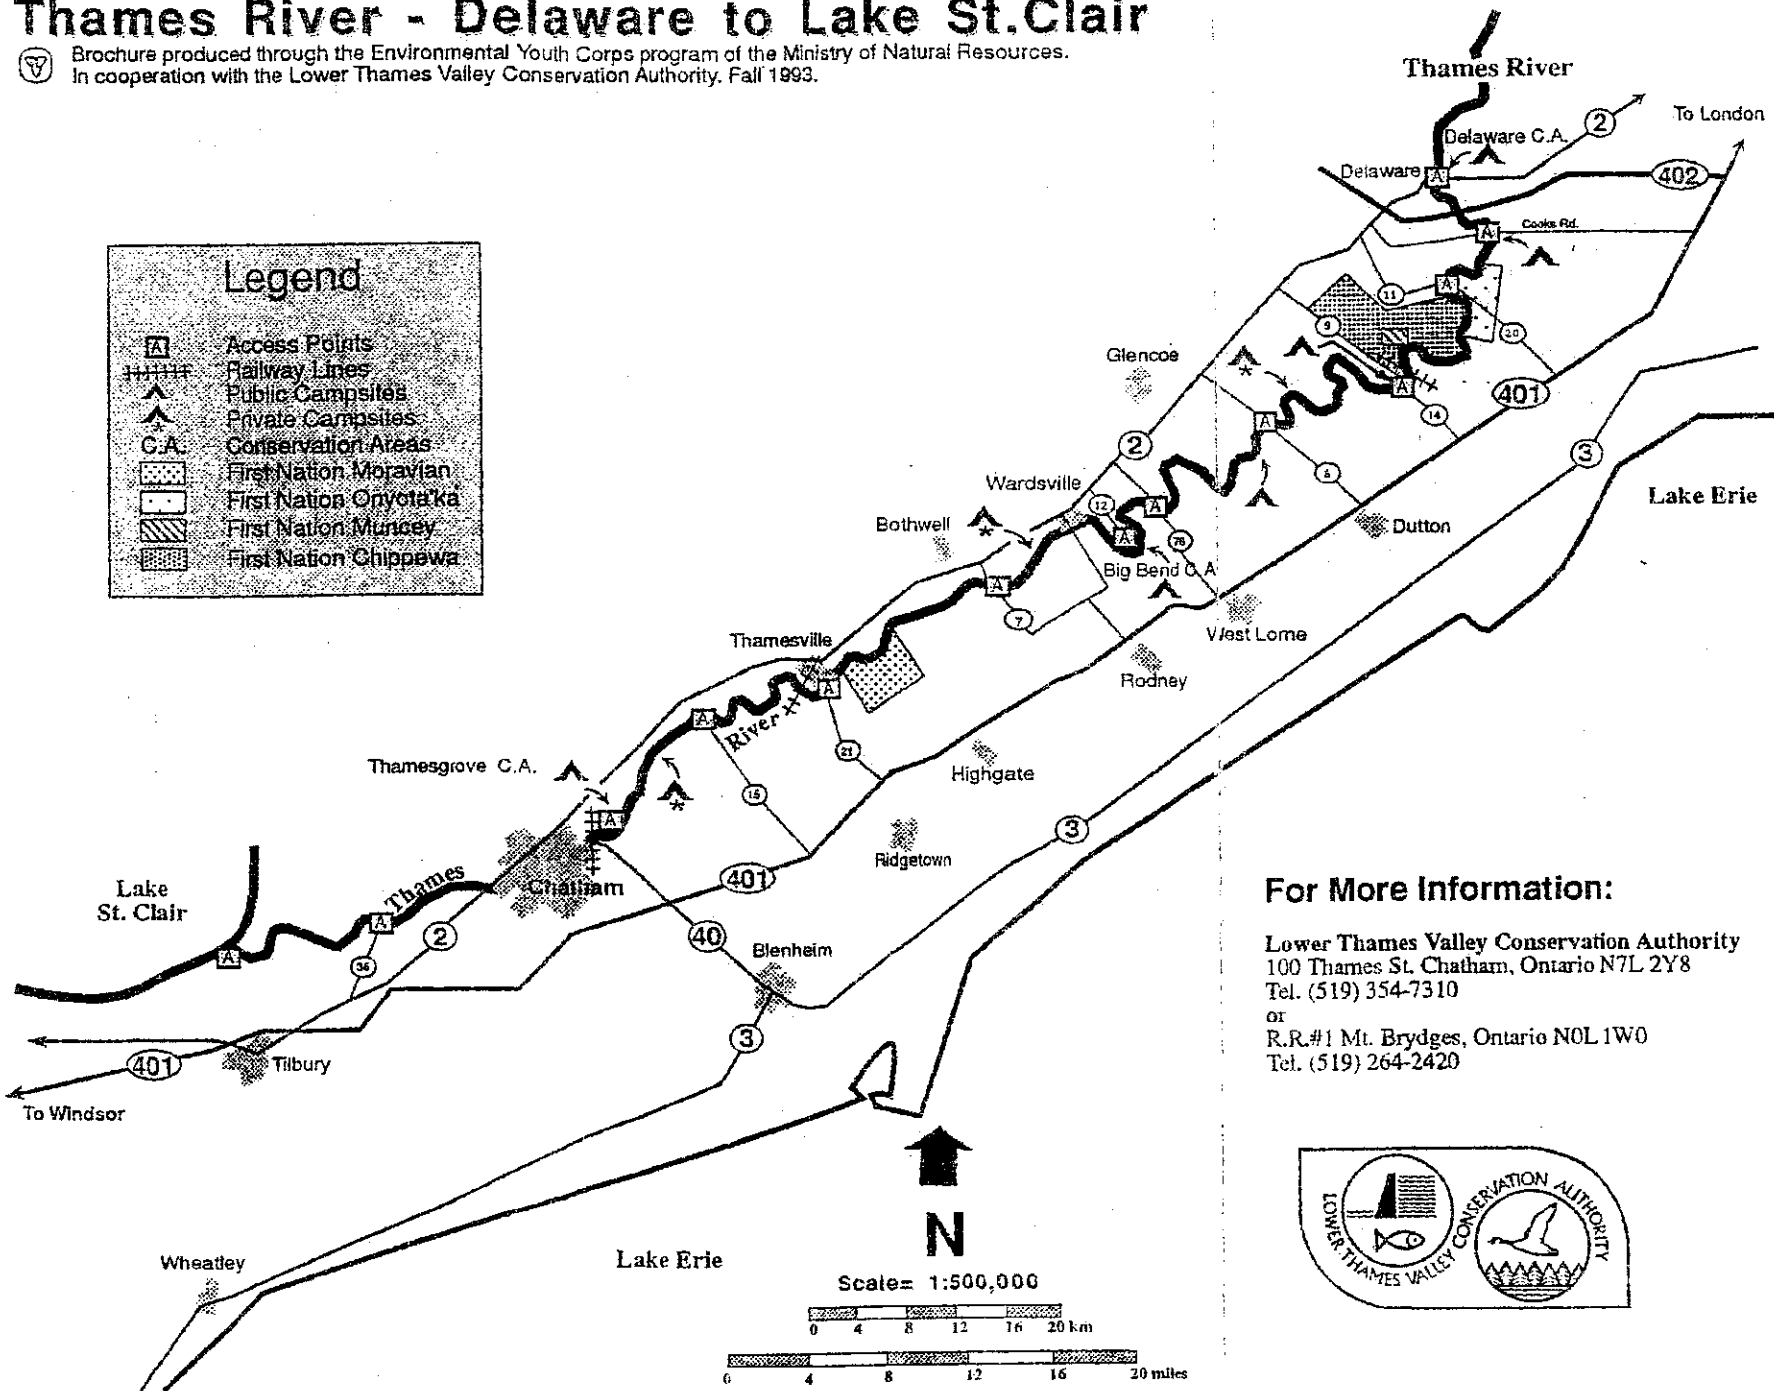 Thames River - Delaware to Lake St.Clair
Brochure produced through the Environmental Youth Corps program of the Ministry of Natural Resources.
In cooperation with the Lower Thames Valley Conservation Authority. Fall 1993.
Thames River
To London
2
Delaware C.A.
Delaware
A
402
Cooks Rd.
A
A
11
9
20
Legend
A Access Points
Railway Lines
Public Campsites
Private Campsites
C.A. Conservation Areas
First Nation Moravian
First Nation Onyota'ka
First Nation Muncey
First Nation Chippewa
Glencoe
A
401
14
A
2
3
6
Wardsville
12
A
Lake Erie
Bothwell
Dutton
A
76
Big Bend C.A
A
7
West Lorne
Thamesville
Rodney
A
A
River
21
Thamesgrove C.A.
Highgate
15
A
3
Ridgetown
Chatham
401
Lake
St. Clair
Thames
A
2
40
A
36
Blenheim
3
401
Tilbury
To Windsor
For More Information:
Lower Thames Valley Conservation Authority
100 Thames St. Chatham, Ontario N7L 2Y8
Tel. (519) 354-7310
or
R.R.#1 Mt. Brydges, Ontario N0L 1W0
Tel. (519) 264-2420
N
Wheatley
Lake Erie
Scale= 1:500,000
0 4 8 12 16 20 km
0 4 8 12 16 20 miles
LOWER THAMES VALLEY CONSERVATION AUTHORITY